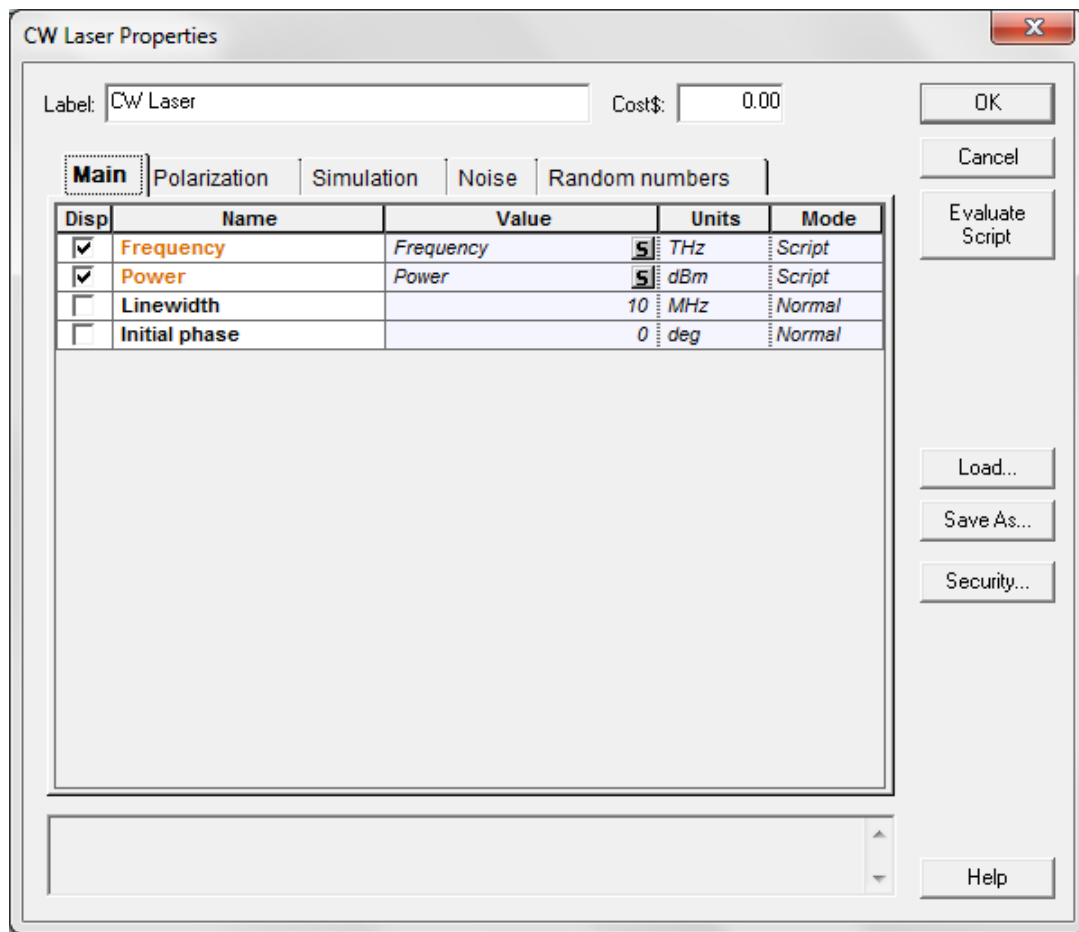 CW Laser Properties
Label: CW Laser Cost$: 0.00 OK
Cancel
Main Polarization Simulation Noise Random numbers
Evaluate Script
Disp Name Value Units Mode
Frequency Frequency S THz Script
Power Power S dBm Script
Linewidth 10 MHz Normal
Initial phase 0 deg Normal
Load...
Save As...
Security...
Help